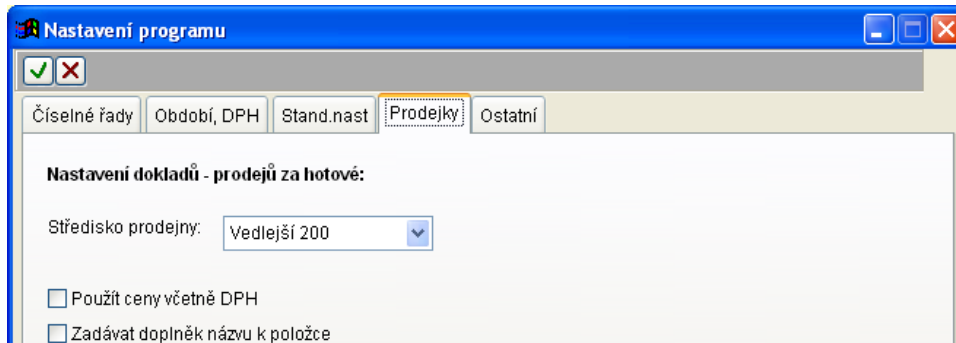 Nastavení programu
Číselné řady Období, DPH Stand.nast Prodejky Ostatní
Nastavení dokladů - prodejů za hotové:
Středisko prodejny: Vedlejší 200
Použít ceny včetně DPH
Zadávat doplněk názvu k položce